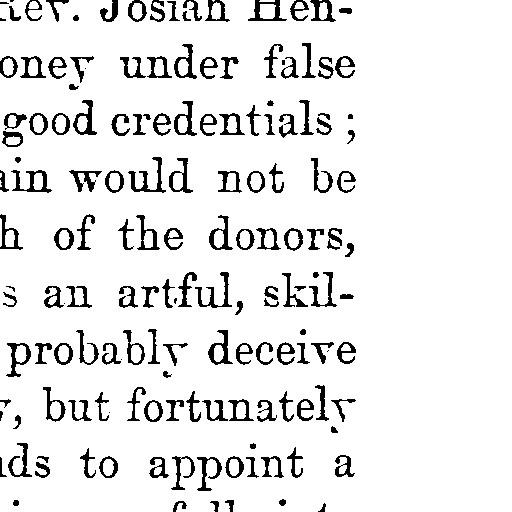 Rev. Josiah Hen-
oney under false
good credentials ;
ain would not be
h of the donors,
s an artful, skil-
probably deceive
y, but fortunately
nds to appoint a